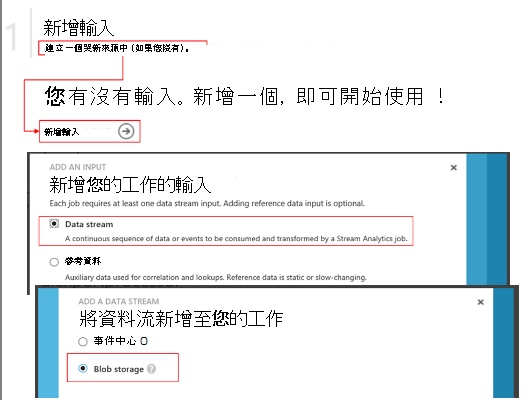 1
新增輸入
建立一個哭新來源中 (如果您沒有)。
您有沒有輸入。新增一個, 即可開始使用 !
新增輸入
ADD AN INPUT
新增您的工作的輸入
Each job requires at least one data stream input. Adding reference data input is optional.
Data stream
A continuous sequence of data or events to be consumed and transformed by a Stream Analytics job.
參考資料
Auxiliary data used for correlation and lookups. Reference data is static or slow-changing.
ADD A DATA STREAM
將資料流新增至您的工作
事件中心 O
Blob storage